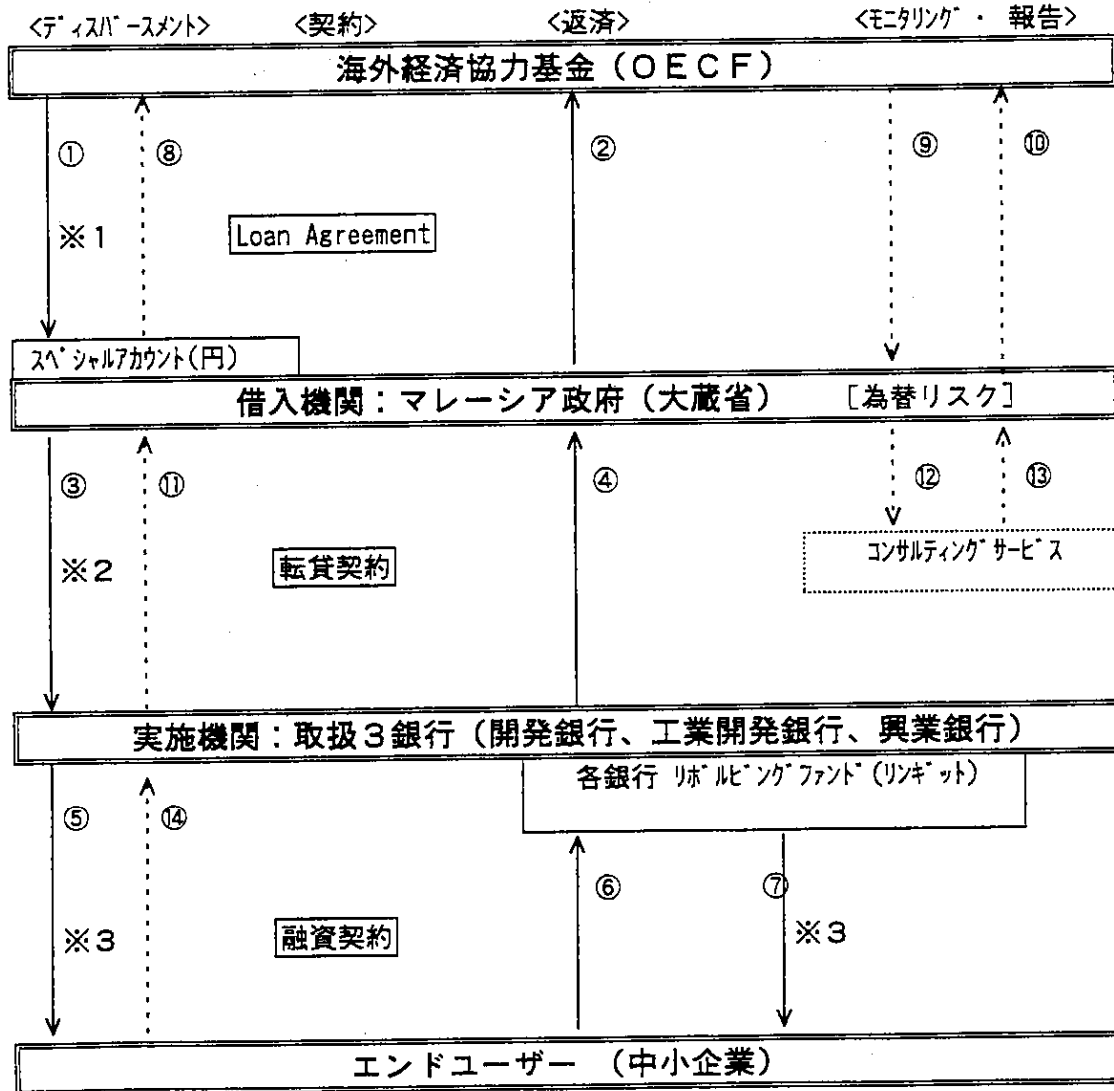 <ディスバースメント> <契約> <返済> <モニタリング・報告>
海外経済協力基金（OECF）
① ⑧ ② ⑨ ⑩
※1 Loan Agreement
スペシャルアカウント(円)
借入機関：マレーシア政府（大蔵省） [為替リスク]
③ ⑪ ④ ⑫ ⑬
※2 転貸契約 コンサルティングサービス
実施機関：取扱3銀行（開発銀行、工業開発銀行、興業銀行）
各銀行 リボルビングファンド(リンギット)
⑤ ⑭ ⑥ ⑦
※3 融資契約 ※3
エンドユーザー （中小企業）